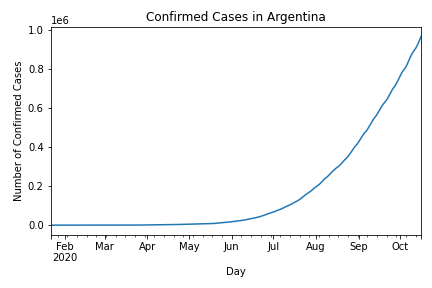 Confirmed Cases in Argentina
1e6
1.0
0.8
0.6
0.4
0.2
0.0
Number of Confirmed Cases
Feb Mar Apr May Jun Jul Aug Sep Oct
2020
Day